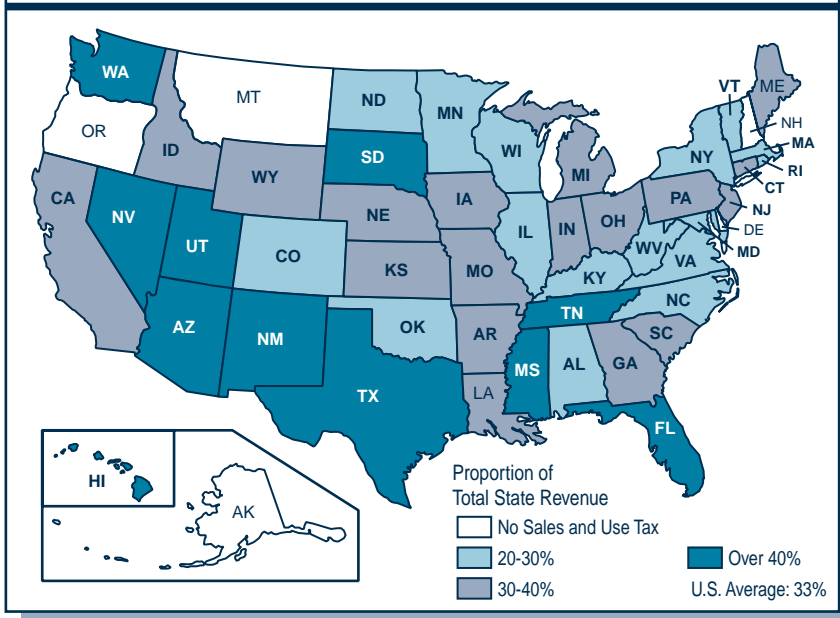 WA
MT
ND
MN
VT
ME
OR
NH
ID
SD
WI
NY
MA
WY
MI
RI
CA
IA
PA
CT
NV
NE
NJ
UT
IL
IN
OH
DE
CO
WV
MD
KS
MO
VA
KY
AZ
NM
OK
TN
NC
AR
SC
TX
MS
AL
GA
LA
FL
HI
AK
Proportion of
Total State Revenue
No Sales and Use Tax
20-30%
Over 40%
30-40%
U.S. Average: 33%